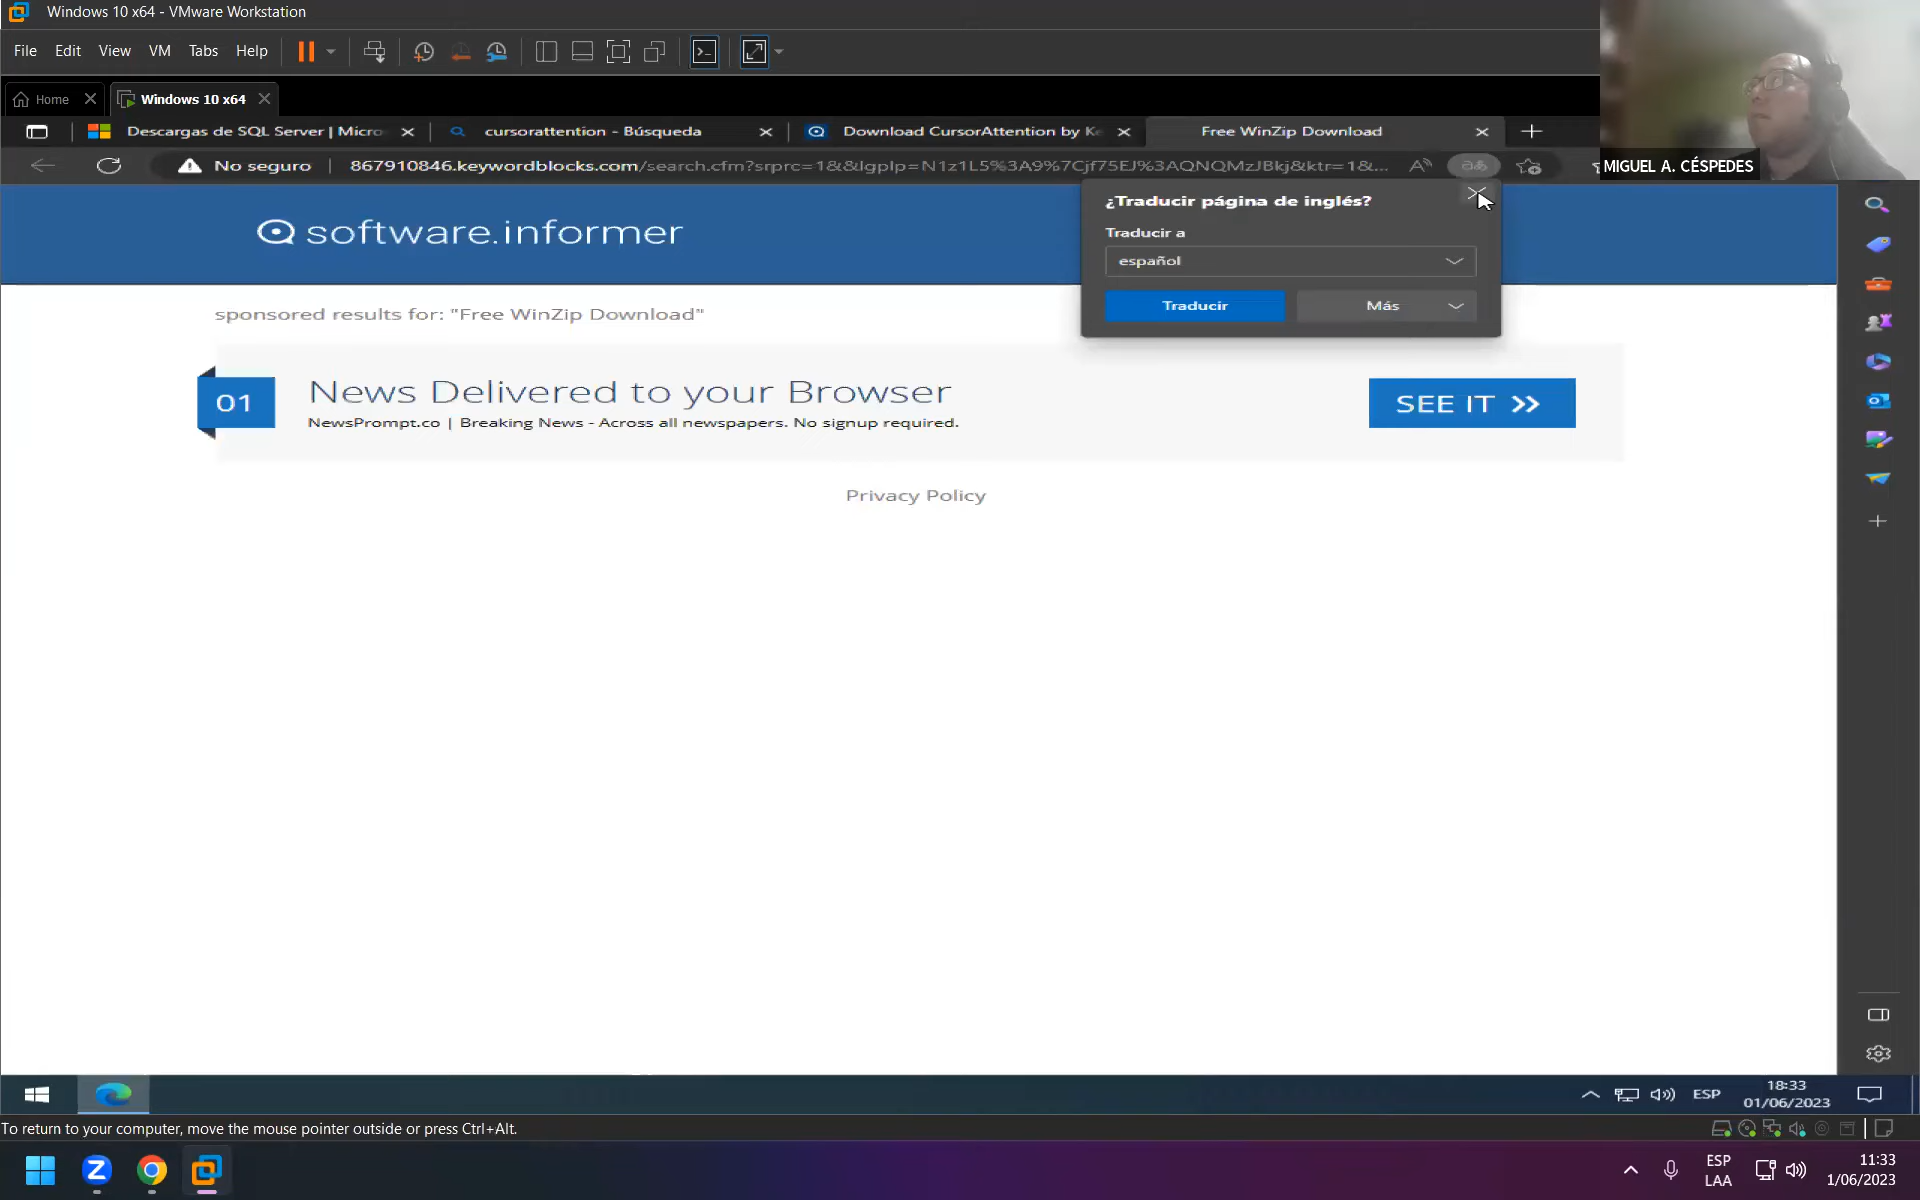 Windows 10 x64 - VMware Workstation
File Edit View VM Tabs Help
Home
Windows 10 x64
Descargas de SQL Server | Micro
cursorattention - Búsqueda
Download CursorAttention by Ke
Free WinZip Download
No seguro
867910846.keywordblocks.com/search.cfm?srprc=1&&lgplp=N1z1L5%3A9%7Cjf75EJ%3AQNQMzJBkj&ktr=1&...
MIGUEL A. CÉSPEDES
¿Traducir página de inglés?
Traducir a
español
Traducir
Más
software.informer
sponsored results for: "Free WinZip Download"
01
News Delivered to your Browser
NewsPrompt.co | Breaking News - Across all newspapers. No signup required.
SEE IT
Privacy Policy
ESP
18:33
01/06/2023
To return to your computer, move the mouse pointer outside or press Ctrl+Alt.
ESP
LAA
11:33
1/06/2023